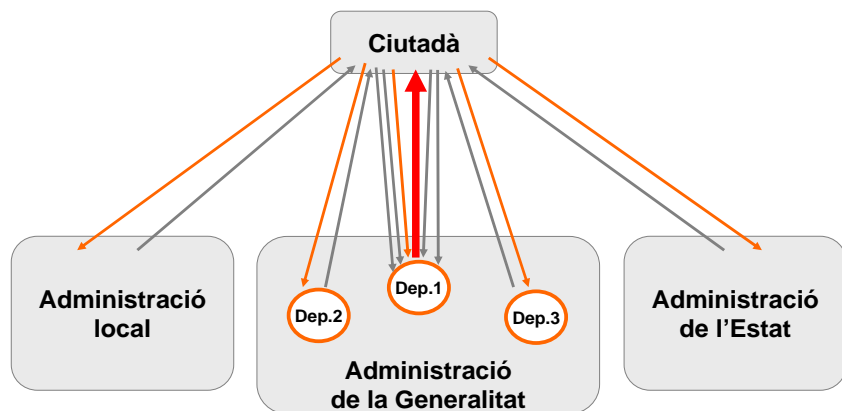 Ciutadà
Administració
local
Dep.2
Dep.1
Dep.3
Administració
de la Generalitat
Administració
de l’Estat